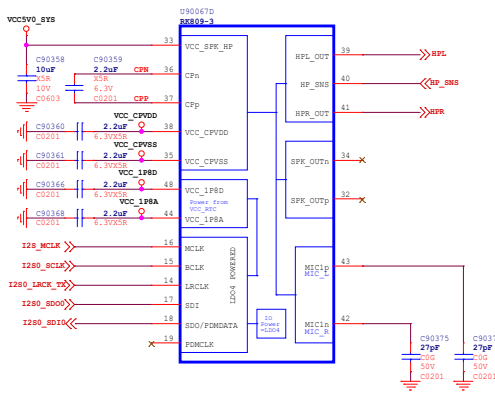 U90067D
RK809-3
VCC5V0_SYS
33
VCC_SPK_HP
C90358
10uF
X5R
10V
C0603
C90359
2.2uF
X5R
6.3V
C0201
CPN
36
CPn
CPP
37
CPp
VCC_CPVDD
C90360
2.2uF
C0201
6.3VX5R
38
VCC_CPVDD
VCC_CPVSS
C90361
2.2uF
C0201
6.3VX5R
35
VCC_CPVSS
VCC_1P8D
C90366
2.2uF
C0201
6.3VX5R
48
VCC_1P8D
Power from
VCC_RTC
VCC_1P8A
C90368
2.2uF
C0201
6.3VX5R
44
VCC_1P8A
I2S_MCLK
16
MCLK
I2S0_SCLK
15
BCLK
I2S0_LRCK_TX
14
LRCLK
I2S0_SDO0
17
SDI
I2S0_SDI0
18
SDO/PDMDATA
19
PDMCLK
LDO4 POWERED
IO
Power
=LDO4
HPL_OUT
39
HPL
HP_SNS
40
HP_SNS
HPR_OUT
41
HPR
SPK_OUTn
34
SPK_OUTp
32
MIC1p
MIC_L
43
MIC1n
MIC_R
42
C90375
27pF
C0G
50V
C0201
27pF
C0G
50V
C0201